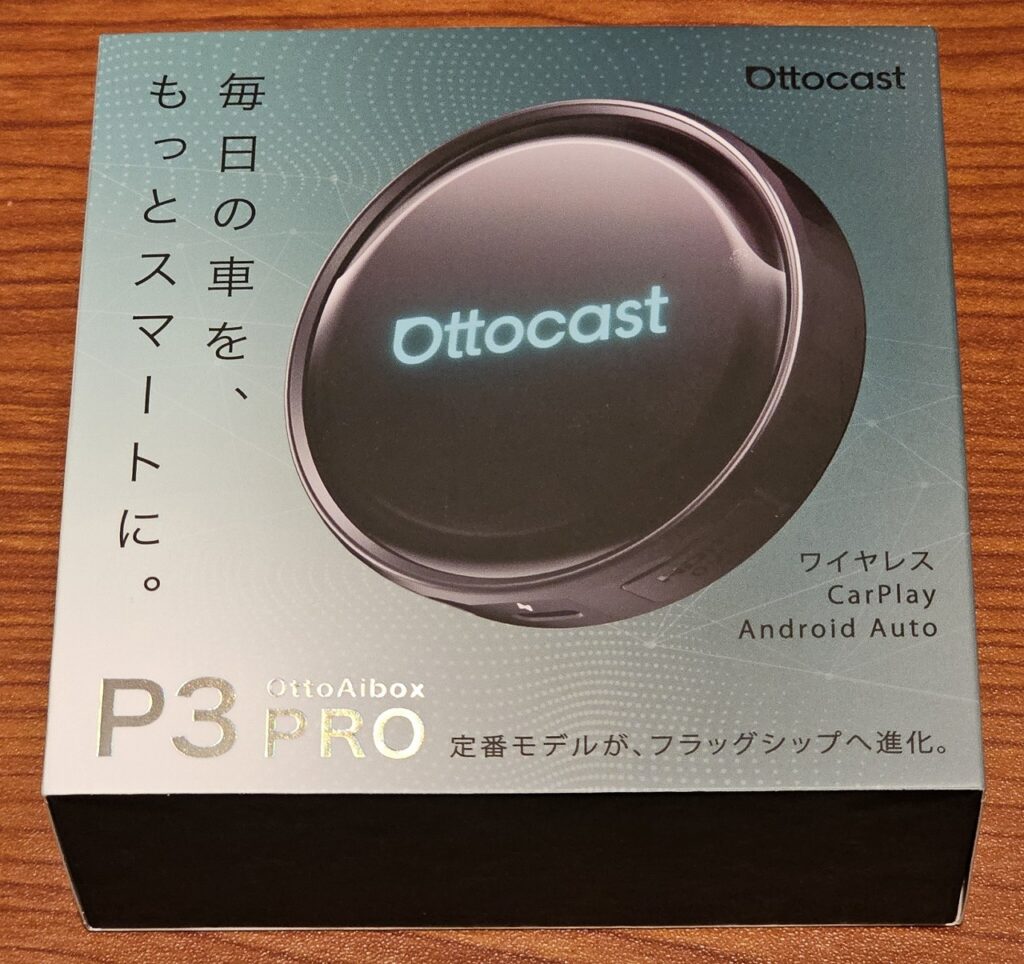 Ottocast
毎日の車を、
もっとスマートに。
Ottocast
ワイヤレス
CarPlay
Android Auto
P3 OttoAibox PRO
定番モデルが、フラッグシップへ進化。